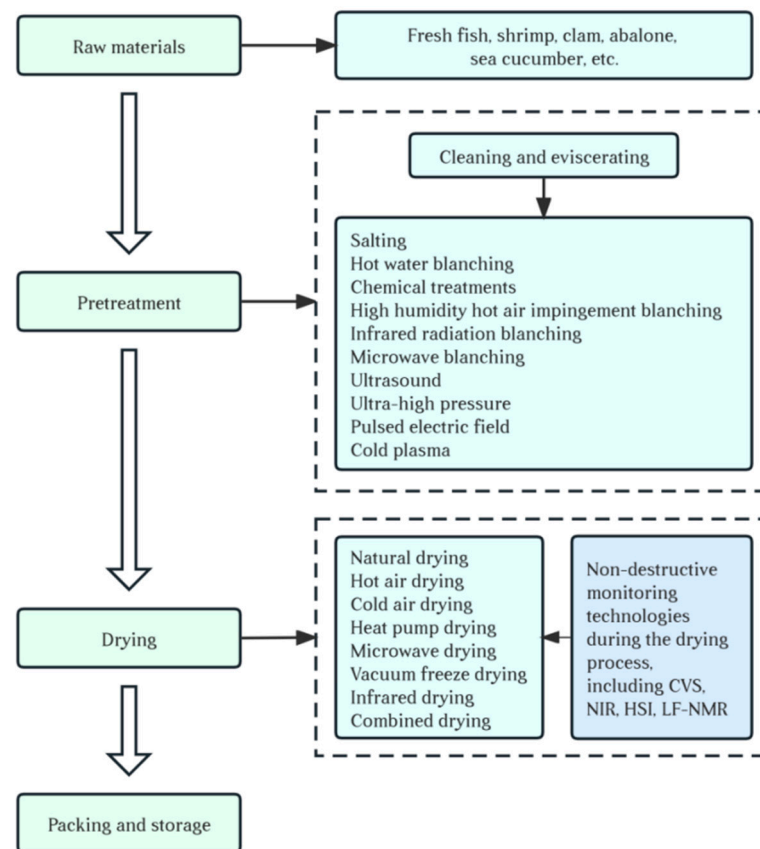 Raw materials
Fresh fish, shrimp, clam, abalone,
sea cucumber, etc.
Cleaning and eviscerating
Pretreatment
Salting
Hot water blanching
Chemical treatments
High humidity hot air impingement blanching
Infrared radiation blanching
Microwave blanching
Ultrasound
Ultra-high pressure
Pulsed electric field
Cold plasma
Drying
Natural drying
Hot air drying
Cold air drying
Heat pump drying
Microwave drying
Vacuum freeze drying
Infrared drying
Combined drying
Non-destructive
monitoring
technologies
during the drying
process,
including CVS,
NIR, HSI, LF-NMR
Packing and storage